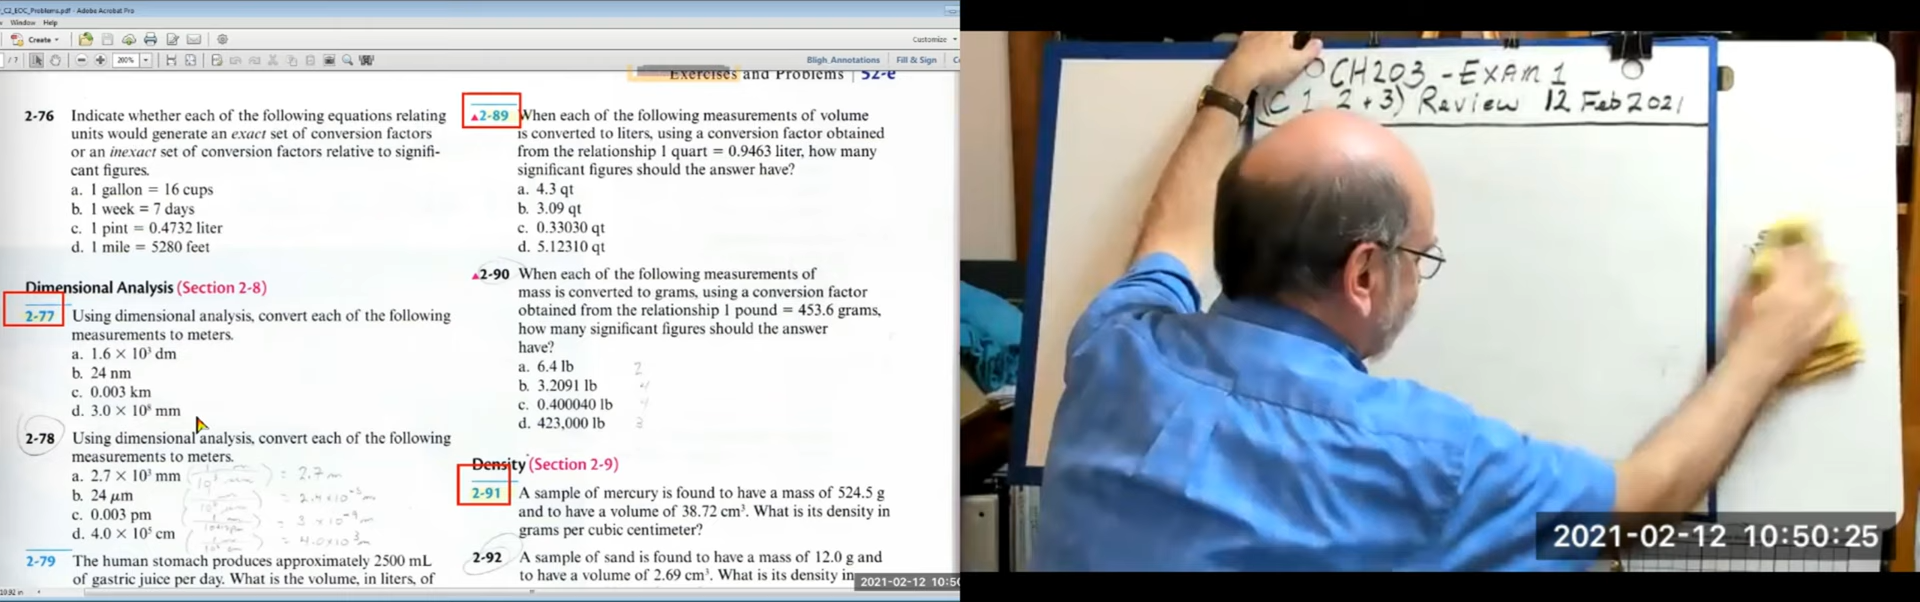 _C2_EOC_Problems.pdf - Adobe Acrobat Pro
Window Help
Create
Customize
/ 7
200%
Bligh_Annotations
Fill & Sign
Exercises and Problems | 52-e
2-76 Indicate whether each of the following equations relating
units would generate an exact set of conversion factors
or an inexact set of conversion factors relative to signifi-
cant figures.
a. 1 gallon = 16 cups
b. 1 week = 7 days
c. 1 pint = 0.4732 liter
d. 1 mile = 5280 feet
Dimensional Analysis (Section 2-8)
2-77 Using dimensional analysis, convert each of the following
measurements to meters.
a. 1.6 × 10³ dm
b. 24 nm
c. 0.003 km
d. 3.0 × 10⁸ mm
2-78 Using dimensional analysis, convert each of the following
measurements to meters.
a. 2.7 × 10³ mm = 2.7 m
b. 24 μm = 2.4 × 10⁻⁵ m
c. 0.003 pm
d. 4.0 × 10⁵ cm = 4.0 × 10³ m
2-79 The human stomach produces approximately 2500 mL
of gastric juice per day. What is the volume, in liters, of
10.92 in
▲2-89 When each of the following measurements of volume
is converted to liters, using a conversion factor obtained
from the relationship 1 quart = 0.9463 liter, how many
significant figures should the answer have?
a. 4.3 qt
b. 3.09 qt
c. 0.33030 qt
d. 5.12310 qt
▲2-90 When each of the following measurements of
mass is converted to grams, using a conversion factor
obtained from the relationship 1 pound = 453.6 grams,
how many significant figures should the answer
have?
a. 6.4 lb 2
b. 3.2091 lb 4
c. 0.400040 lb 4
d. 423,000 lb 3
Density (Section 2-9)
2-91 A sample of mercury is found to have a mass of 524.5 g
and to have a volume of 38.72 cm³. What is its density in
grams per cubic centimeter?
2-92 A sample of sand is found to have a mass of 12.0 g and
to have a volume of 2.69 cm³. What is its density in
2021-02-12 10:50
CH203 - EXAM 1
(C 1 2 + 3) Review 12 Feb 2021
2021-02-12 10:50:25